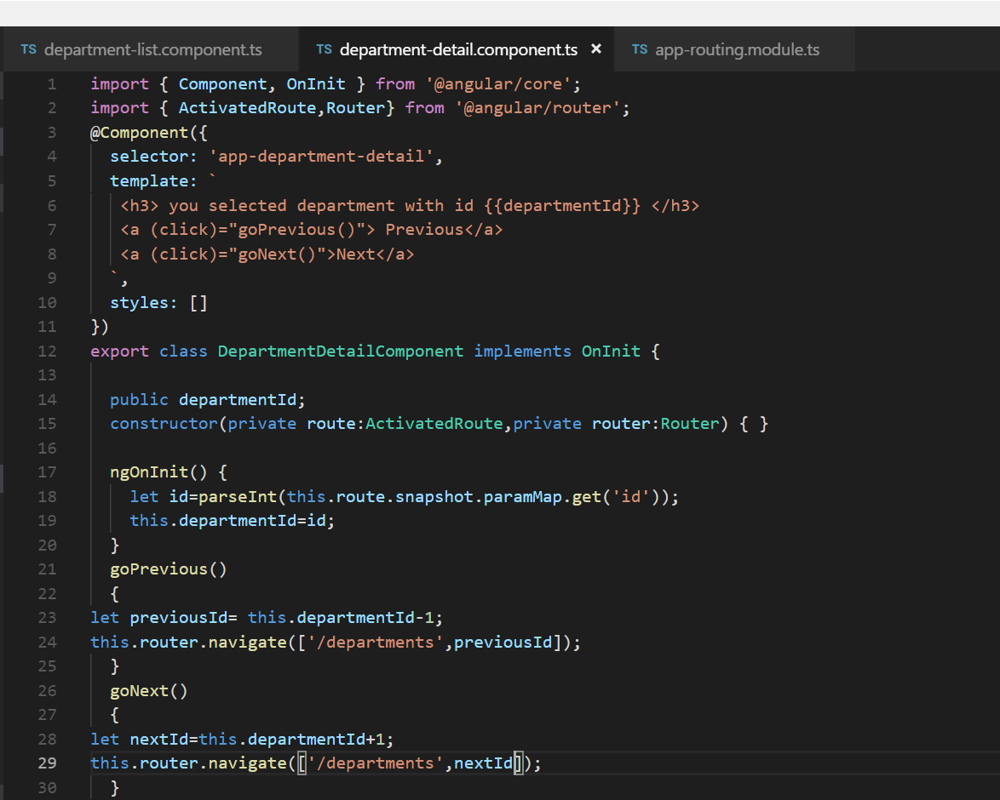 TS department-list.component.ts TS department-detail.component.ts × TS app-routing.module.ts
1 import { Component, OnInit } from '@angular/core';
2 import { ActivatedRoute,Router} from '@angular/router';
3 @Component({
4 selector: 'app-department-detail',
5 template: `
6 <h3> you selected department with id {{departmentId}} </h3>
7 <a (click)="goPrevious()"> Previous</a>
8 <a (click)="goNext()">Next</a>
9 `,
10 styles: []
11 })
12 export class DepartmentDetailComponent implements OnInit {
13
14 public departmentId;
15 constructor(private route:ActivatedRoute,private router:Router) { }
16
17 ngOnInit() {
18 let id=parseInt(this.route.snapshot.paramMap.get('id'));
19 this.departmentId=id;
20 }
21 goPrevious()
22 {
23 let previousId= this.departmentId-1;
24 this.router.navigate(['/departments',previousId]);
25 }
26 goNext()
27 {
28 let nextId=this.departmentId+1;
29 this.router.navigate(['/departments',nextId]);
30 }